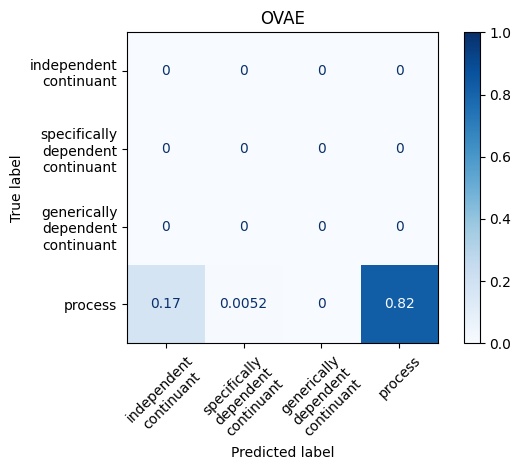 OVAE
True label
independent
continuant
0 0 0 0
specifically
dependent
continuant
0 0 0 0
generically
dependent
continuant
0 0 0 0
process
0.17 0.0052 0 0.82
independent
continuant
specifically
dependent
continuant
generically
dependent
continuant
process
Predicted label
1.0
0.8
0.6
0.4
0.2
0.0